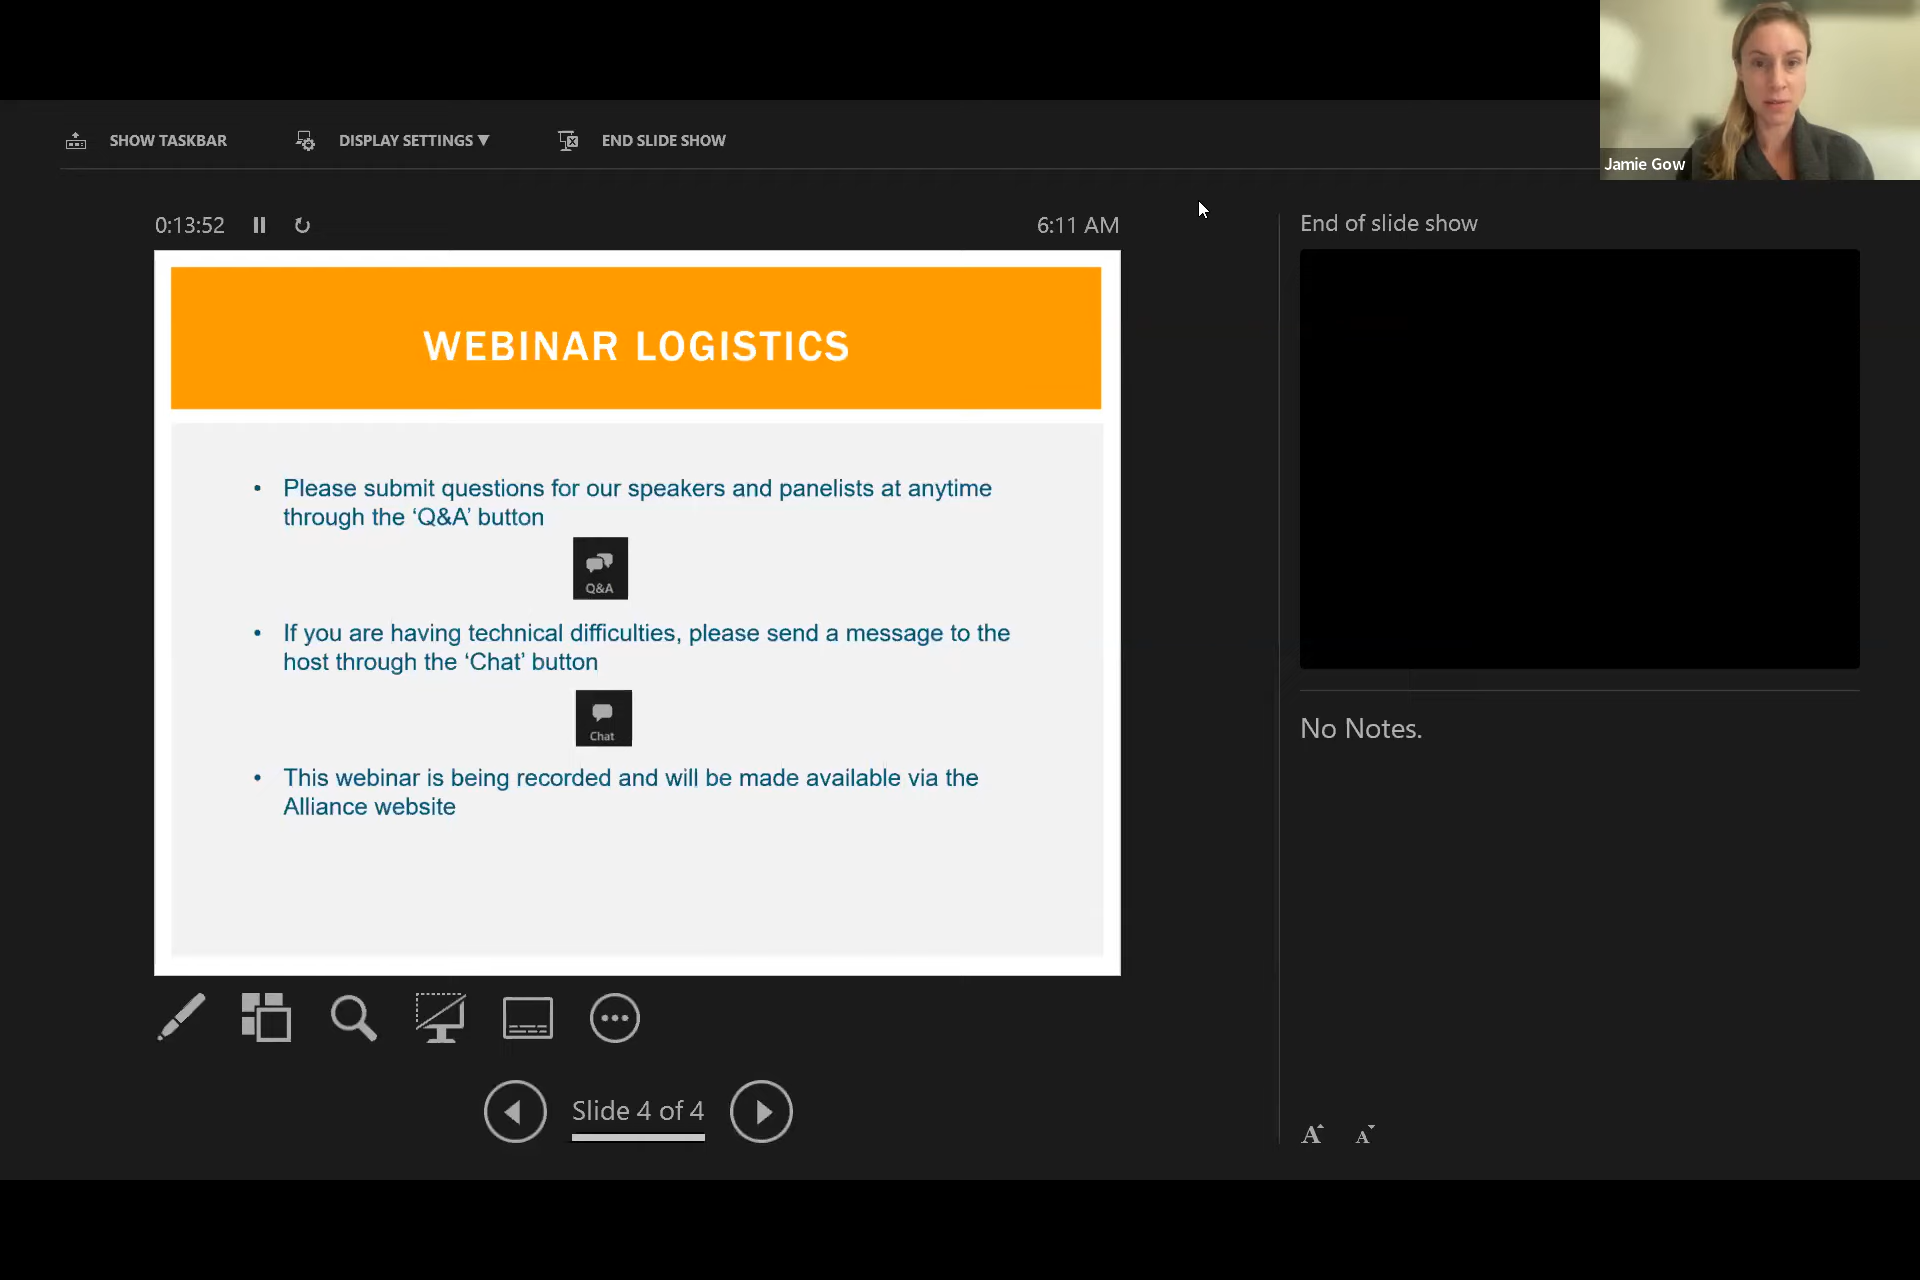 SHOW TASKBAR
DISPLAY SETTINGS ▼
END SLIDE SHOW
Jamie Gow
0:13:52
6:11 AM
End of slide show
WEBINAR LOGISTICS
• Please submit questions for our speakers and panelists at anytime
through the ‘Q&A’ button
Q&A
• If you are having technical difficulties, please send a message to the
host through the ‘Chat’ button
Chat
• This webinar is being recorded and will be made available via the
Alliance website
No Notes.
Slide 4 of 4
A A